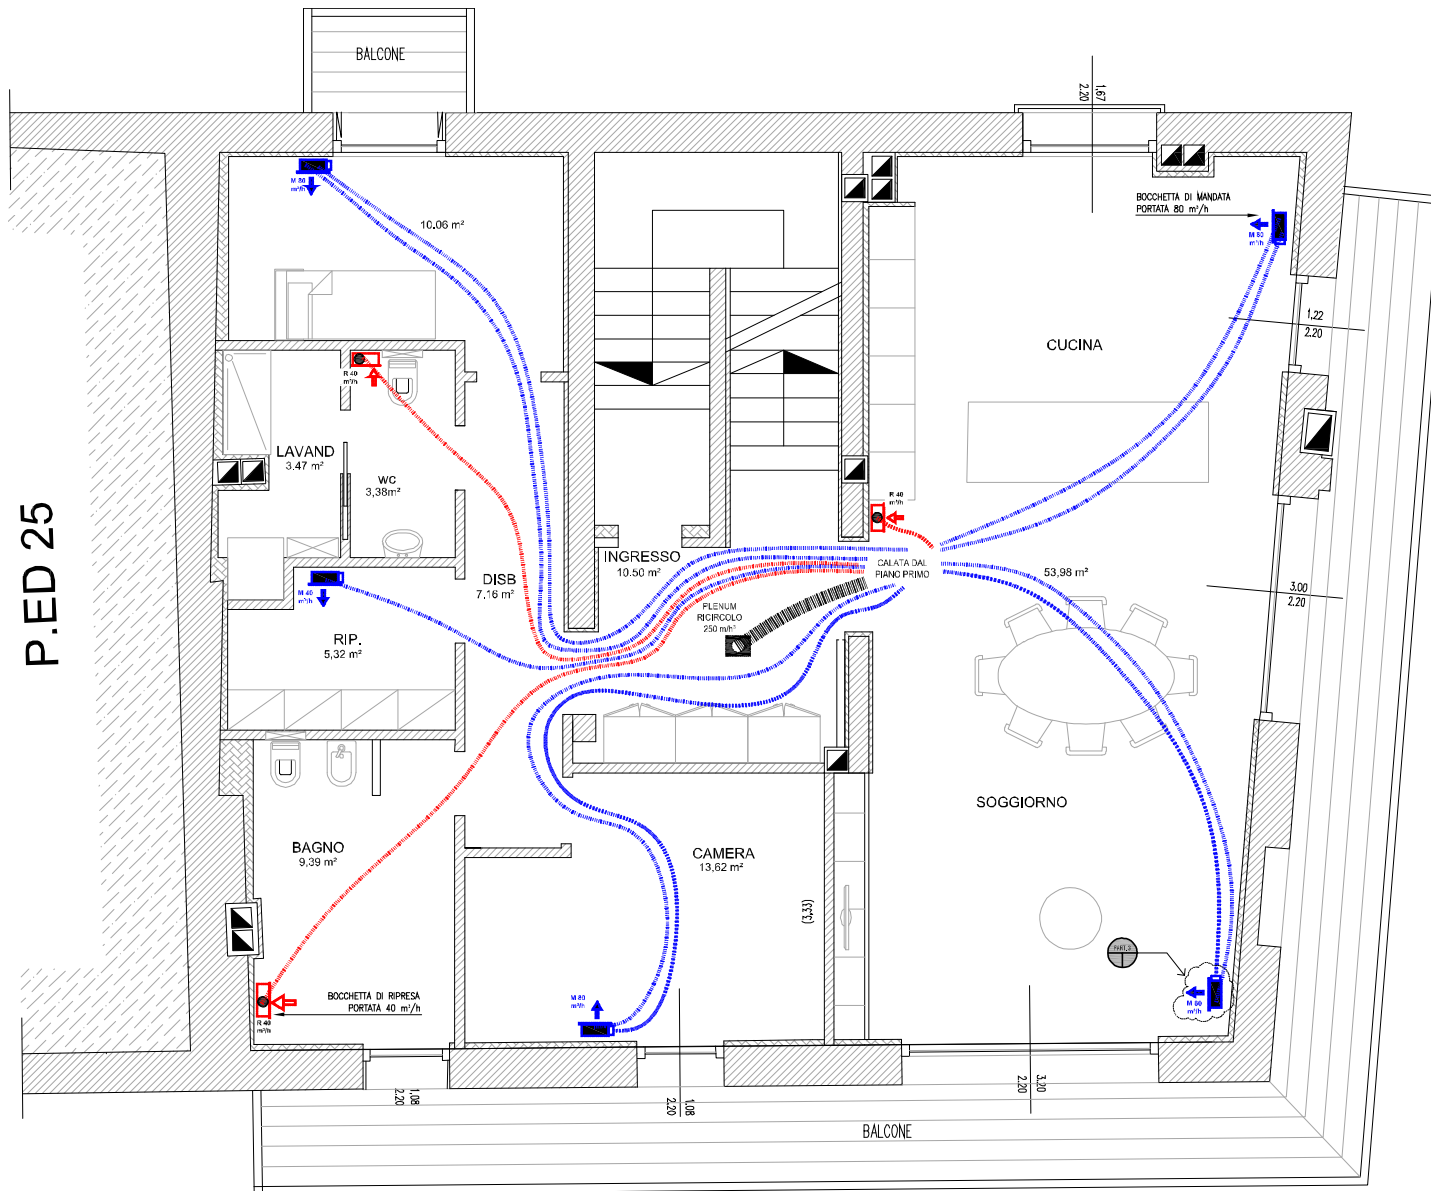 BALCONE
1.67
2.20
M 80
m³/h
10.06 m²
BOCCHETTA DI MANDATA
PORTATA 80 m³/h
M 80
m³/h
1,22
2.20
CUCINA
R 40
m³/h
LAVAND
3.47 m²
WC
3,38m²
R 40
m³/h
P.ED 25
INGRESSO
10.50 m²
CALATA DAL
PIANO PRIMO
53,98 m²
DISB
7,16 m²
M 40
m³/h
PLENUM
RICIRCOLO
250 m/h³
3.00
2.20
RIP.
5,32 m²
SOGGIORNO
BAGNO
9,39 m²
CAMERA
13,62 m²
(3.33)
PART.3
BOCCHETTA DI RIPRESA
PORTATA 40 m³/h
R 40
m³/h
M 80
m³/h
M 80
m³/h
1,08
2.20
1,08
2.20
3.20
2.20
BALCONE